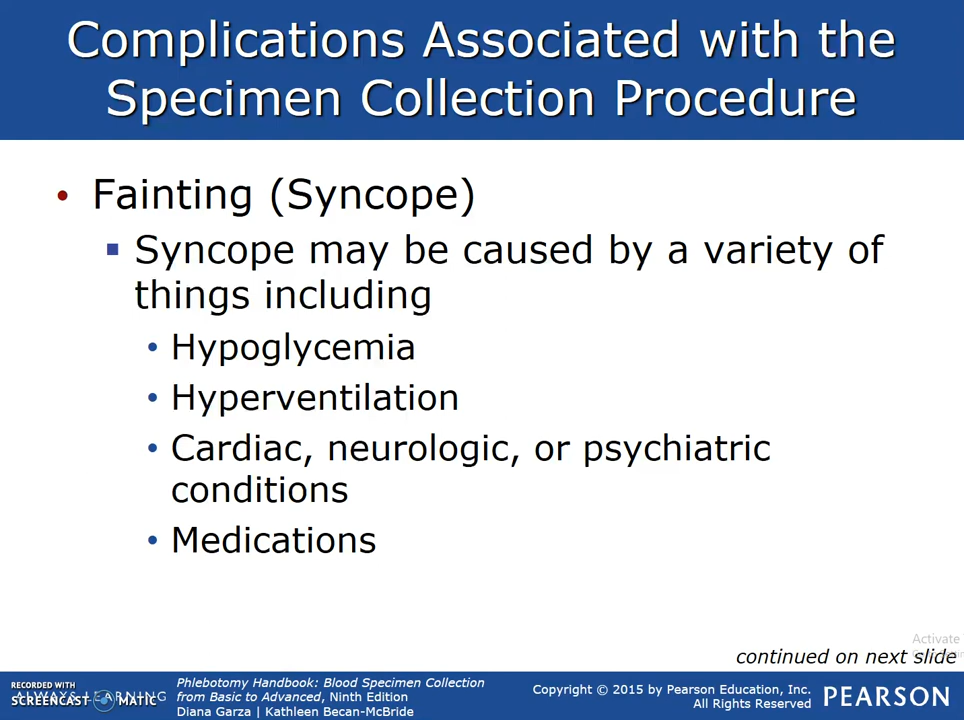 Complications Associated with the
Specimen Collection Procedure
• Fainting (Syncope)
▪ Syncope may be caused by a variety of
things including
• Hypoglycemia
• Hyperventilation
• Cardiac, neurologic, or psychiatric
conditions
• Medications
Activate
continued on next slide
RECORDED WITH
SCREENCAST MATIC
ALWAYS LEARNING
Phlebotomy Handbook: Blood Specimen Collection
from Basic to Advanced, Ninth Edition
Diana Garza | Kathleen Becan-McBride
Copyright © 2015 by Pearson Education, Inc.
All Rights Reserved
PEARSON